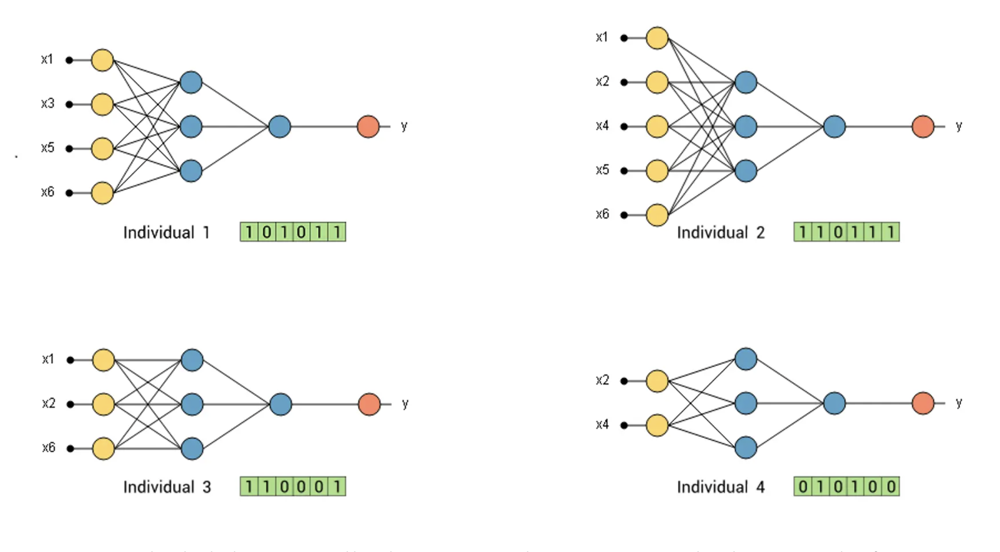 x1
x3
x5
x6
y
Individual 1 1 0 1 0 1 1
x1
x2
x4
x5
x6
y
Individual 2 1 1 0 1 1 1
x1
x2
x6
y
Individual 3 1 1 0 0 0 1
x2
x4
y
Individual 4 0 1 0 1 0 0